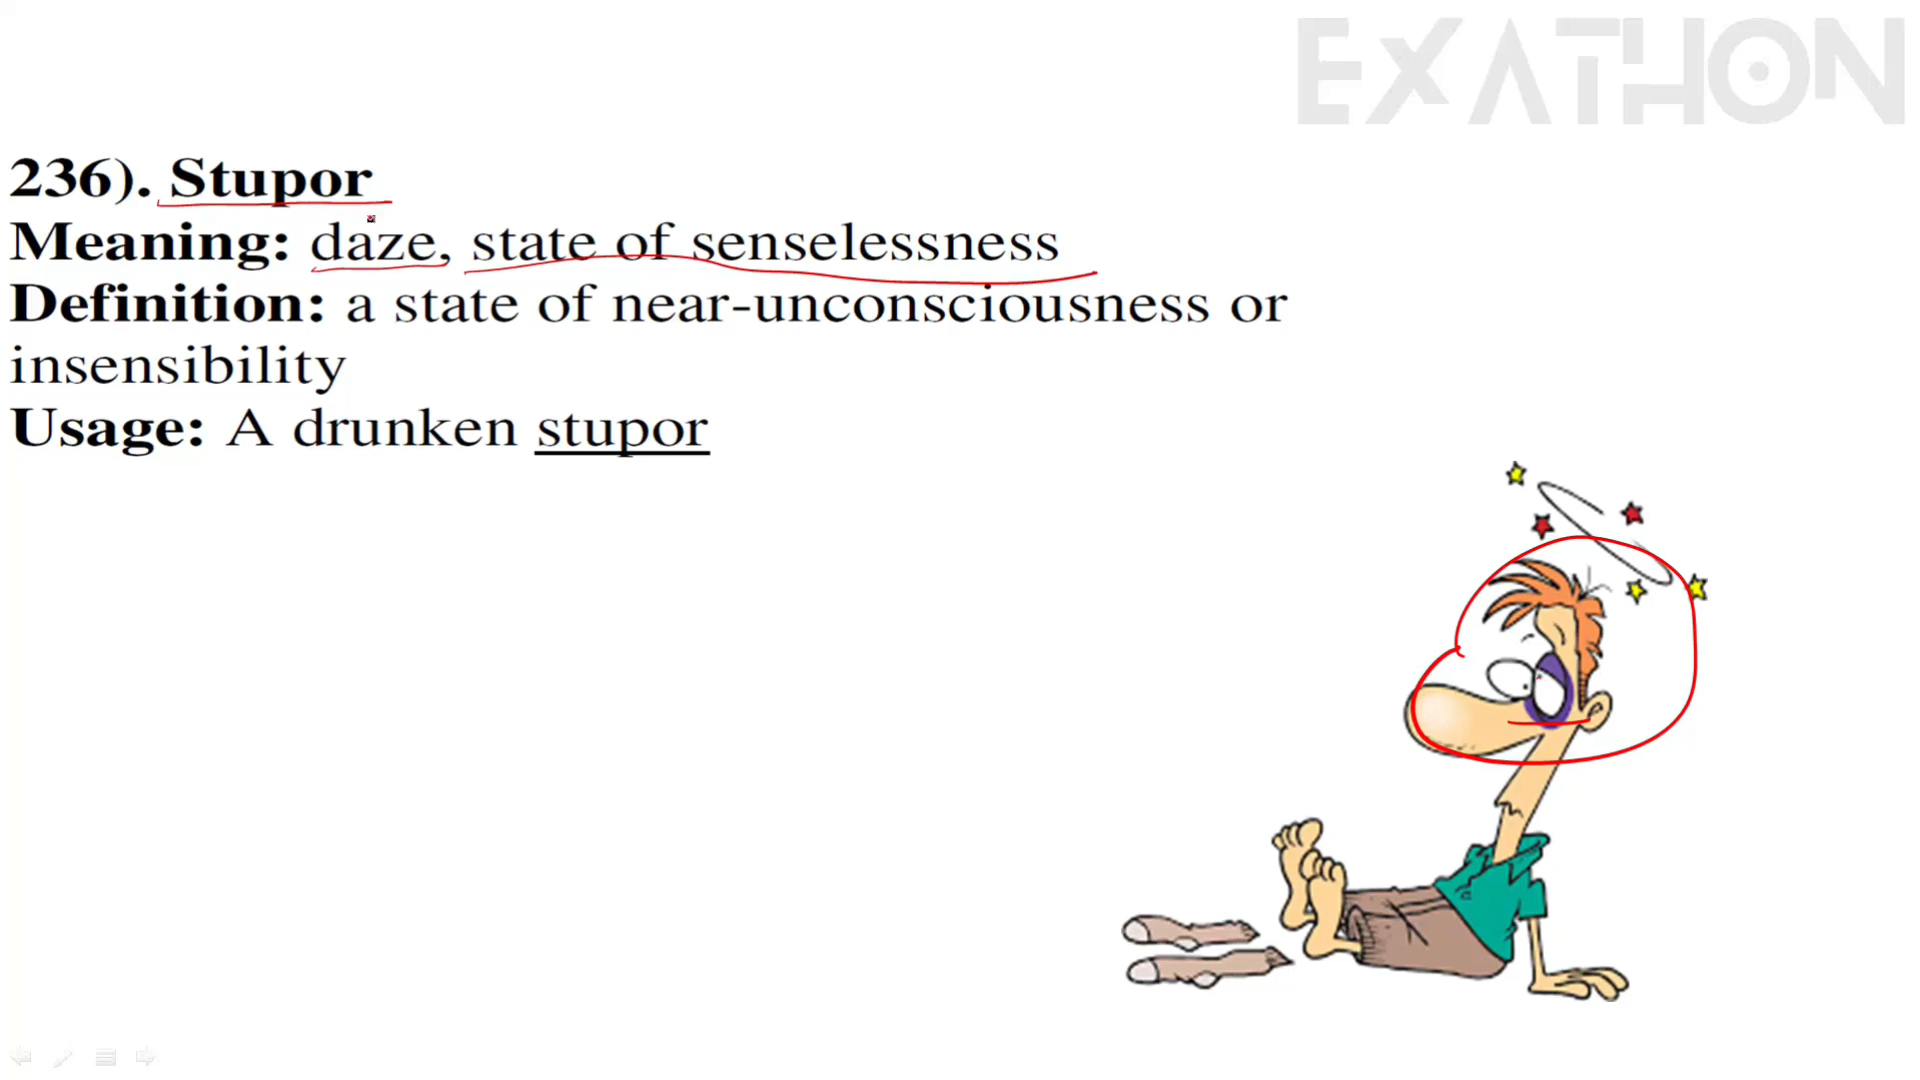 EXATHON
236). Stupor
Meaning: daze, state of senselessness
Definition: a state of near-unconsciousness or
insensibility
Usage: A drunken stupor